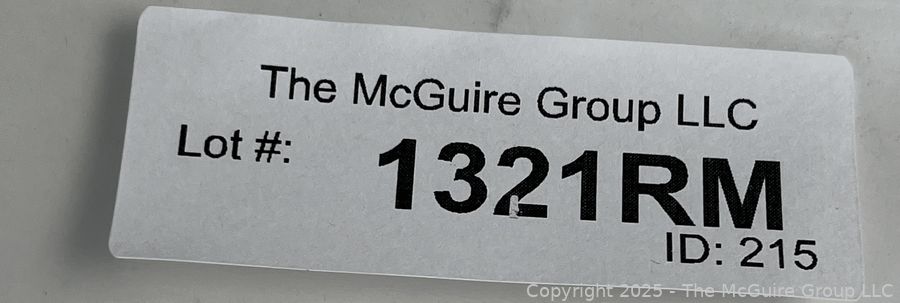 The McGuire Group LLC
Lot #: 1321RM
ID: 215
Copyright 2025 - The McGuire Group LLC